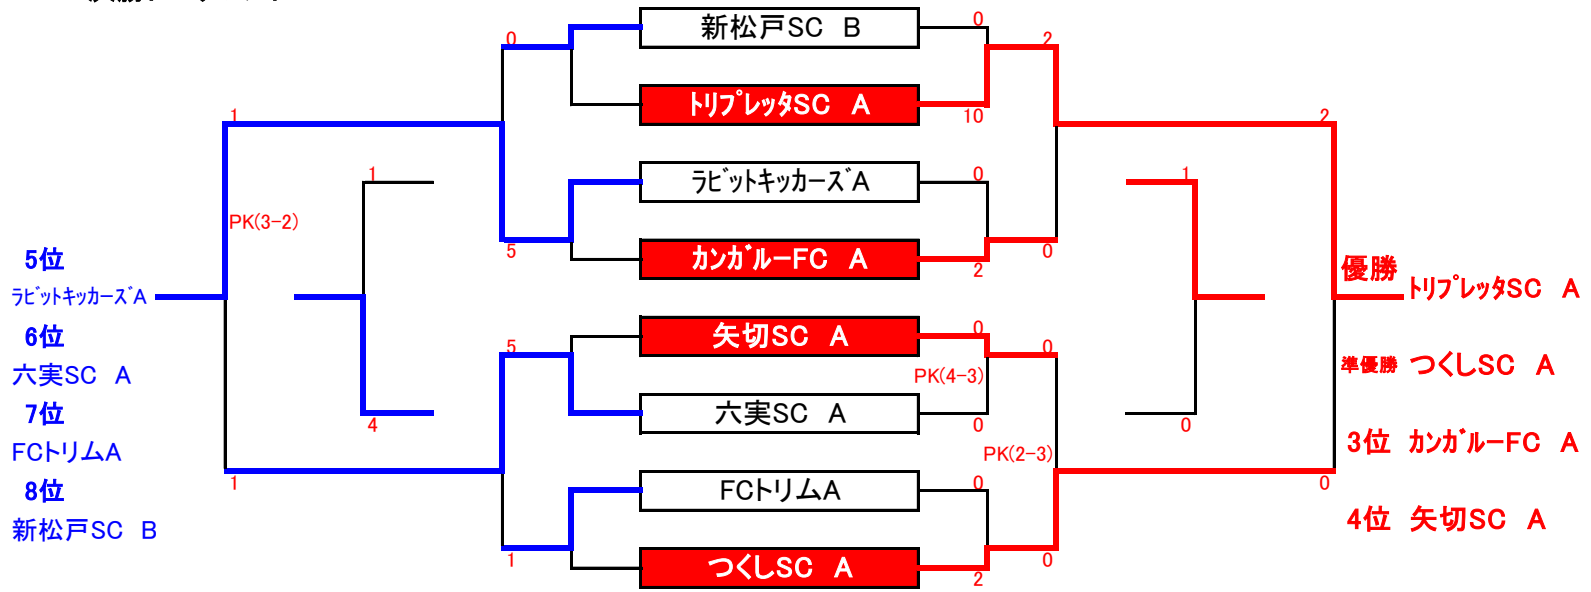 新松戸SC B
0
0
2
トリプレッタSC A
10
1
2
ラビットキッカーズA
0
1
1
PK(3-2)
5位
5
カンガルーFC A
2
0
優勝
ラビットキッカーズA
トリプレッタSC A
6位
矢切SC A
0
5
0
準優勝 つくしSC A
六実SC A
PK(4-3)
7位
4
六実SC A
0
0
3位 カンガルーFC A
FCトリムA
PK(2-3)
8位
1
FCトリムA
0
0
4位 矢切SC A
新松戸SC B
1
つくしSC A
2
0